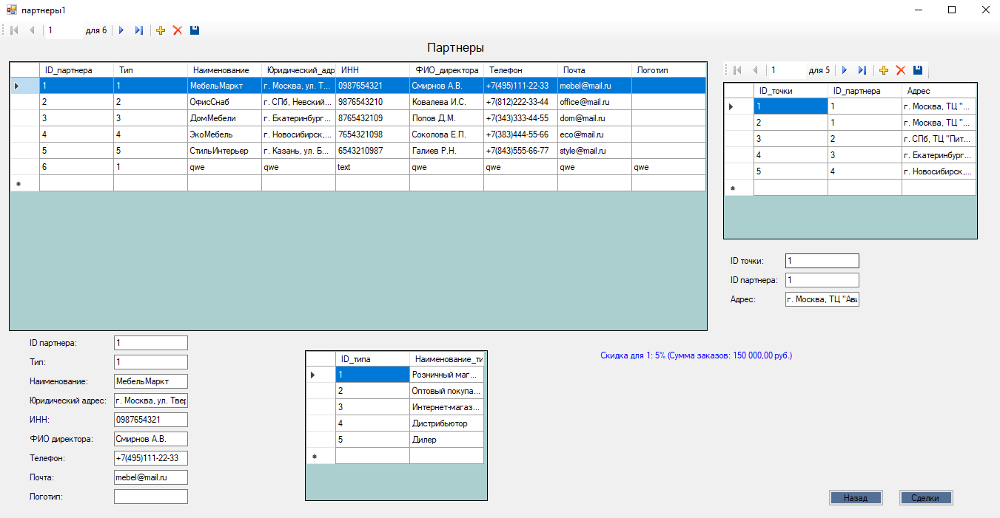 партнеры1
1 для 6
Партнеры
ID_партнера Тип Наименование Юридический_адр ИНН ФИО_директора Телефон Почта Логотип
1 1 МебельМаркт г. Москва, ул. Т... 0987654321 Смирнов А.В. +7(495)111-22-33 mebel@mail.ru
2 2 ОфисСнаб г. СПб, Невский... 9876543210 Ковалева И.С. +7(812)222-33-44 office@mail.ru
3 3 ДомМебели г. Екатеринбург... 8765432109 Попов Д.М. +7(343)333-44-55 dom@mail.ru
4 4 ЭкоМебель г. Новосибирск,... 7654321098 Соколова Е.П. +7(383)444-55-66 eco@mail.ru
5 5 СтильИнтерьер г. Казань, ул. Б... 6543210987 Галиев Р.Н. +7(843)555-66-77 style@mail.ru
6 1 qwe qwe text qwe qwe qwe qwe
1 для 5
ID_точки ID_партнера Адрес
1 1 г. Москва, ТЦ "...
2 1 г. Москва, ТЦ "...
3 2 г. СПб, ТЦ "Пит...
4 3 г. Екатеринбург...
5 4 г. Новосибирск,...
ID точки: 1
ID партнера: 1
Адрес: г. Москва, ТЦ "Ави
ID партнера: 1
Тип: 1
Наименование: МебельМаркт
Юридический адрес: г. Москва, ул. Твер
ИНН: 0987654321
ФИО директора: Смирнов А.В.
Телефон: +7(495)111-22-33
Почта: mebel@mail.ru
Логотип:
ID_типа Наименование_ти
1 Розничный маг...
2 Оптовый покупа...
3 Интернет-магаз...
4 Дистрибьютор
5 Дилер
Скидка для 1: 5% (Сумма заказов: 150 000,00 руб.)
Назад Сделки